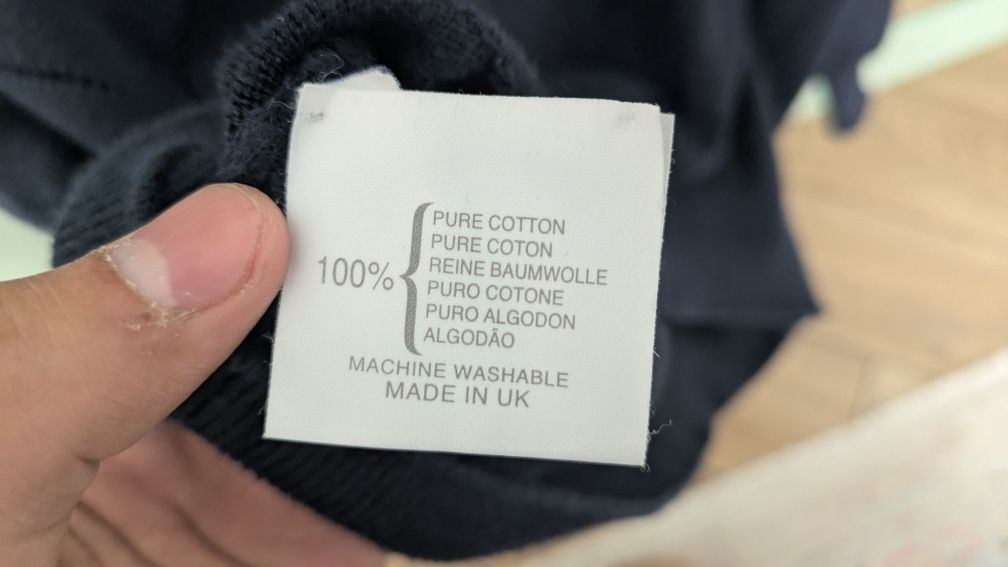 100%
PURE COTTON
PURE COTON
REINE BAUMWOLLE
PURO COTONE
PURO ALGODON
ALGODÃO
MACHINE WASHABLE
MADE IN UK